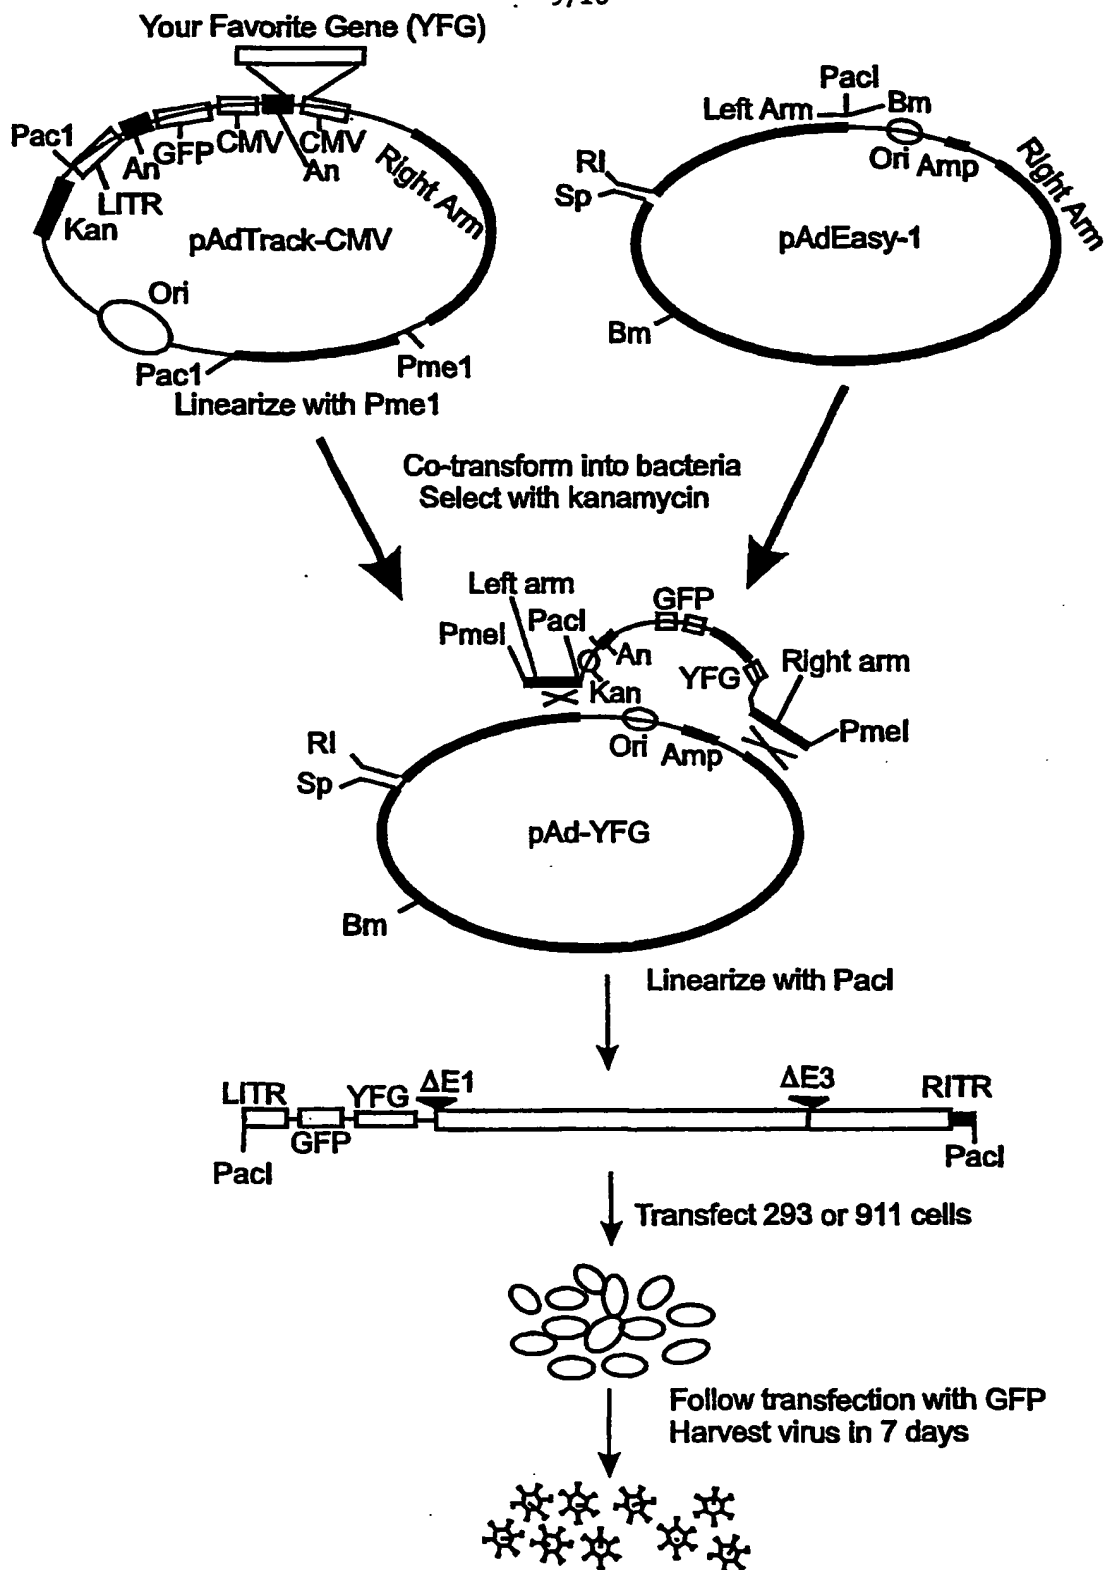 9/10
Your Favorite Gene (YFG)
Pac1
An
GFP
CMV
An
CMV
Right Arm
LITR
Kan
pAdTrack-CMV
Ori
Pac1
Pme1
Linearize with Pme1
PacI
Left Arm
Bm
RI
Sp
Ori
Amp
Right Arm
pAdEasy-1
Bm
Co-transform into bacteria
Select with kanamycin
Left arm
PmeI
PacI
GFP
An
Kan
YFG
Right arm
PmeI
RI
Sp
Ori
Amp
pAd-YFG
Bm
Linearize with PacI
LITR
GFP
YFG
ΔE1
ΔE3
RITR
PacI
PacI
Transfect 293 or 911 cells
Follow transfection with GFP
Harvest virus in 7 days